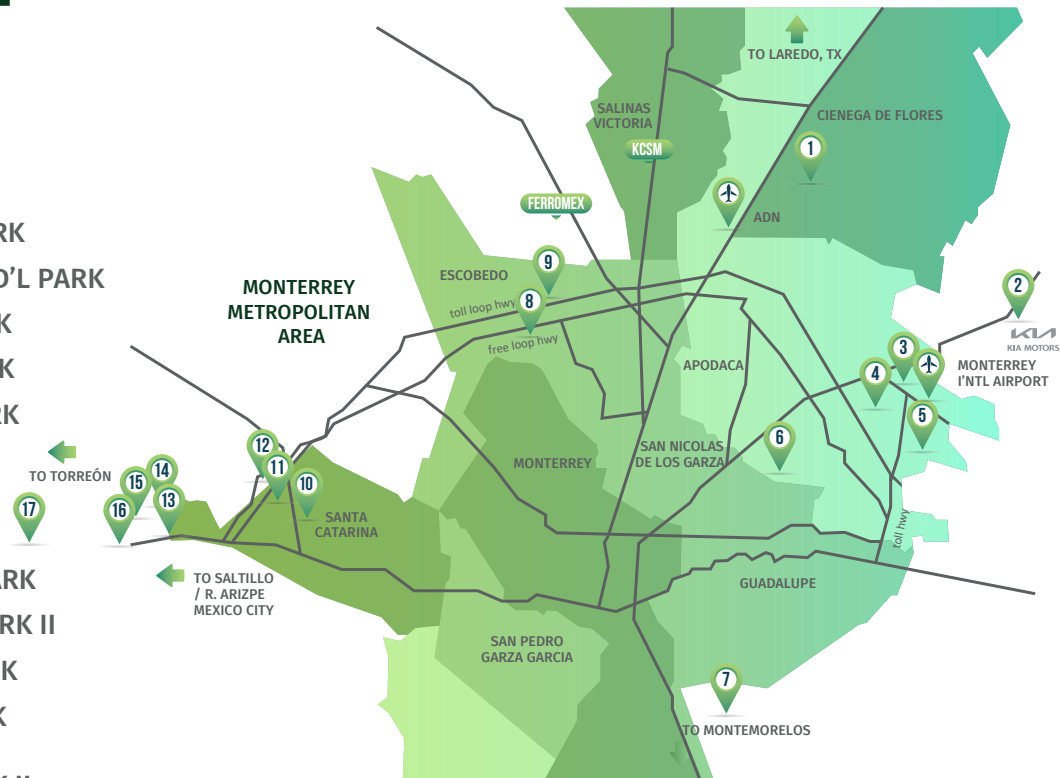 RK
D'L PARK
K
K
RK
ARK
RK II
K
K
K II
MONTERREY
METROPOLITAN
AREA
TO LAREDO, TX
SALINAS
VICTORIA
CIENEGA DE FLORES
KCSM
1
FERROMEX
ADN
9
ESCOBEDO
8
toll loop hwy
free loop hwy
2
KIA
KIA MOTORS
3
4
MONTERREY
I'NTL AIRPORT
APODACA
5
6
SAN NICOLAS
DE LOS GARZA
MONTERREY
12
11
10
TO TORREÓN
14
15
13
16
17
SANTA
CATARINA
toll hwy
TO SALTILLO
/ R. ARIZPE
MEXICO CITY
GUADALUPE
SAN PEDRO
GARZA GARCIA
7
TO MONTEMORELOS